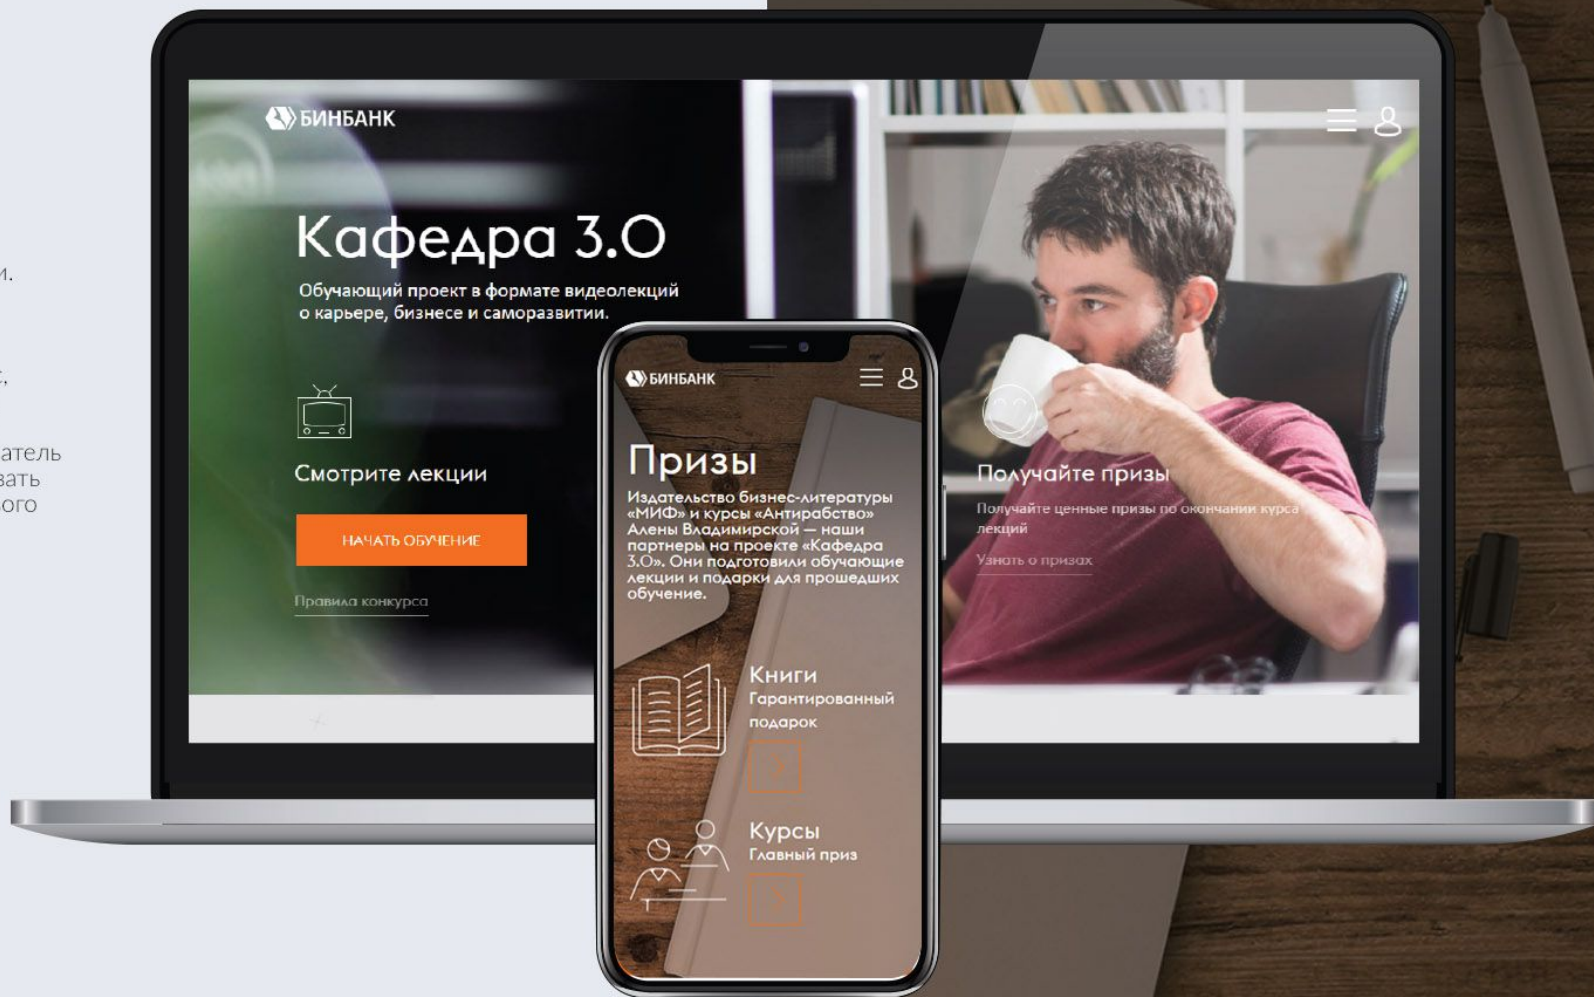 БИНБАНК
Кафедра 3.0
Обучающий проект в формате видеолекций
о карьере, бизнесе и саморазвитии.
Смотрите лекции
НАЧАТЬ ОБУЧЕНИЕ
Правила конкурса
Получайте призы
Получайте ценные призы по окончании курса
лекций
Узнать о призах
БИНБАНК
Призы
Издательство бизнес-литературы
«МИФ» и курсы «Антирабство»
Алены Владимирской — наши
партнеры на проекте «Кафедра
3.0». Они подготовили обучающие
лекции и подарки для прошедших
обучение.
Книги
Гарантированный
подарок
Курсы
Главный приз